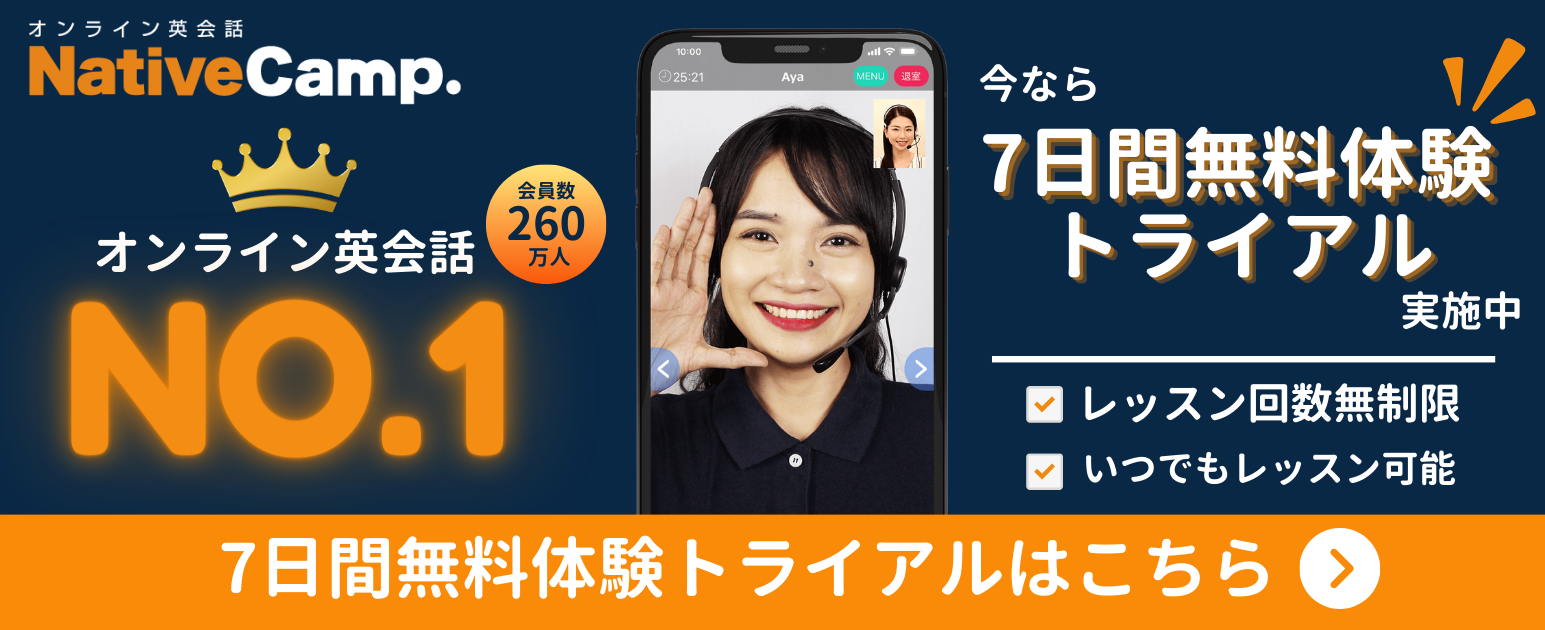 オンライン英会話
NativeCamp.
オンライン英会話
NO.1
会員数
260
万人
10:00
25:21
Aya
MENU
退室
今なら
7日間無料体験
トライアル
実施中
レッスン回数無制限
いつでもレッスン可能
7日間無料体験トライアルはこちら